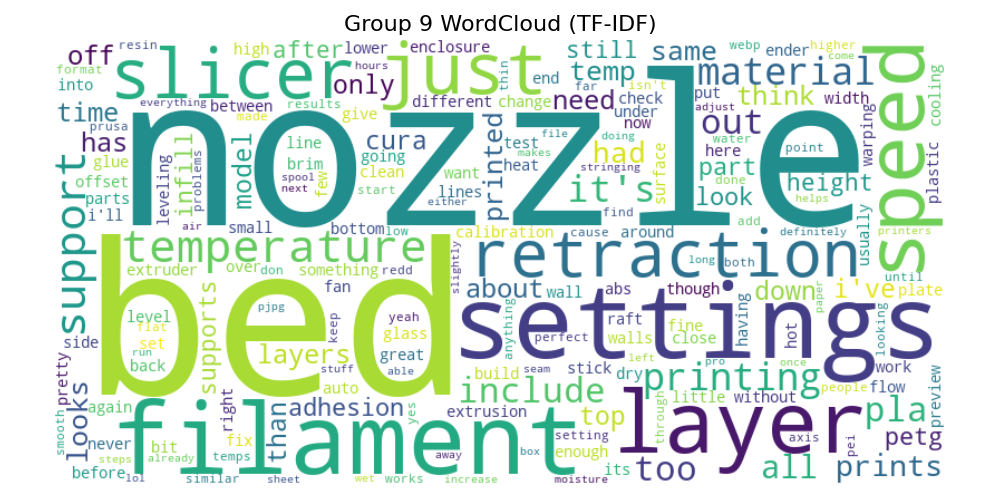 Group 9 WordCloud (TF-IDF)
off resin high after lower enclosure still same webp ender higher come
format into slicer only hours just thin end temp far isn't material speed
time everything between made results different change need check put adjust think width cooling
prusa has glue offset parts i'll leveling infill problems model nozzle line brim spool next few give cura going clean start printed want lines either test heat file makes doing stringing had it's under now surface find water here part look done helps out point height warping plastic
support air small bottom low calibration cause around add definitely usually printers
temperature extruder over don something redd slightly retraction long both until
side level flat set run back supports bed pjpg fan keep yeah glass great able stuff layers auto about wall abs though down i've plate paper
anything settings perfect raft walls fine close having hot looking
pretty looks build seam stick dry left pro once work flow
again right than adhesion include printing little without people preview
smooth never bit already steps fix temps filament yes extrusion top setting enough layer through axis pei pla petg
before lol similar sheet wet works away increase box moisture its too all prints